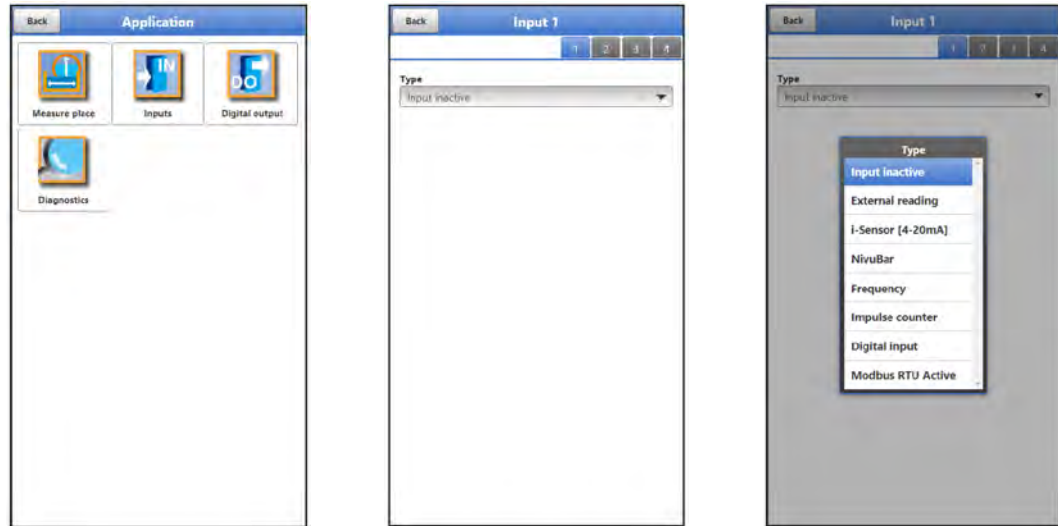 Back Application
IN
DO
Measure place Inputs Digital output
Diagnostics
Back Input 1
1 2 3 4
Type
Input inactive
Back Input 1
1 2 3 4
Type
Input inactive
Type
Input inactive
External reading
i-Sensor [4-20mA]
NivuBar
Frequency
Impulse counter
Digital input
Modbus RTU Active